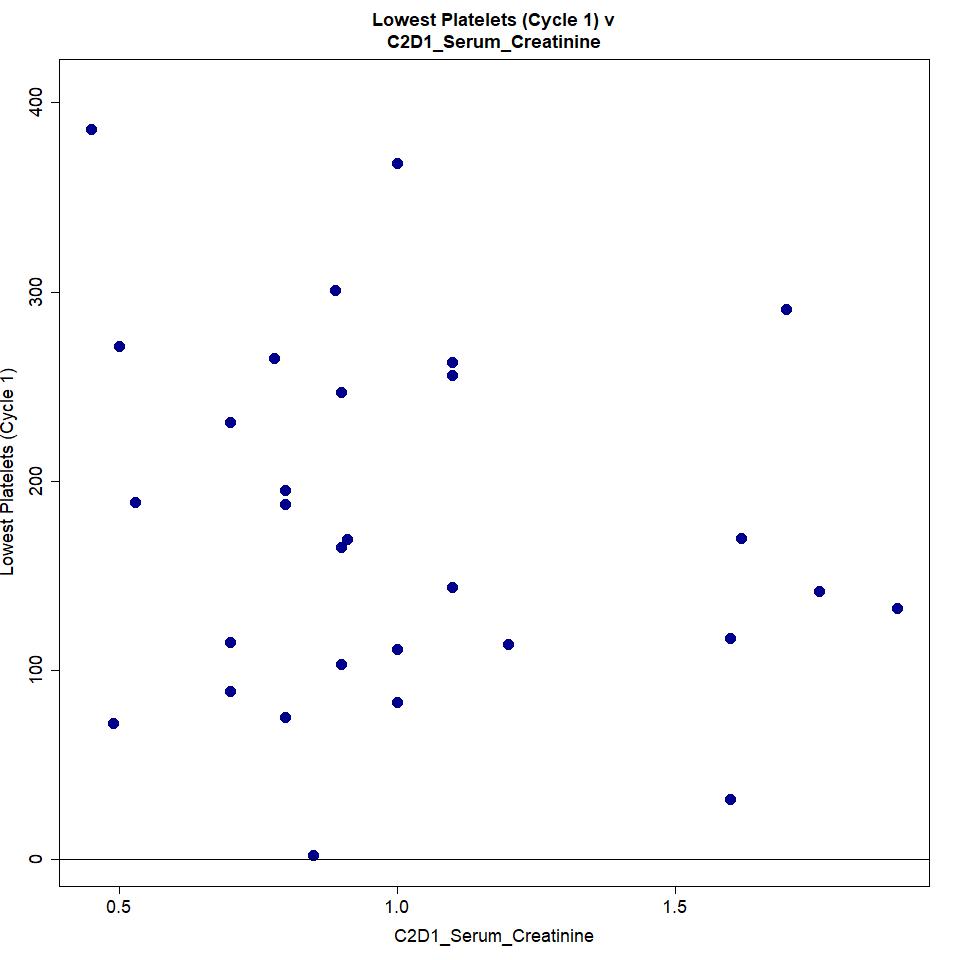 Lowest Platelets (Cycle 1) v
C2D1_Serum_Creatinine
400
300
200
100
0
Lowest Platelets (Cycle 1)
0.5 1.0 1.5
C2D1_Serum_Creatinine